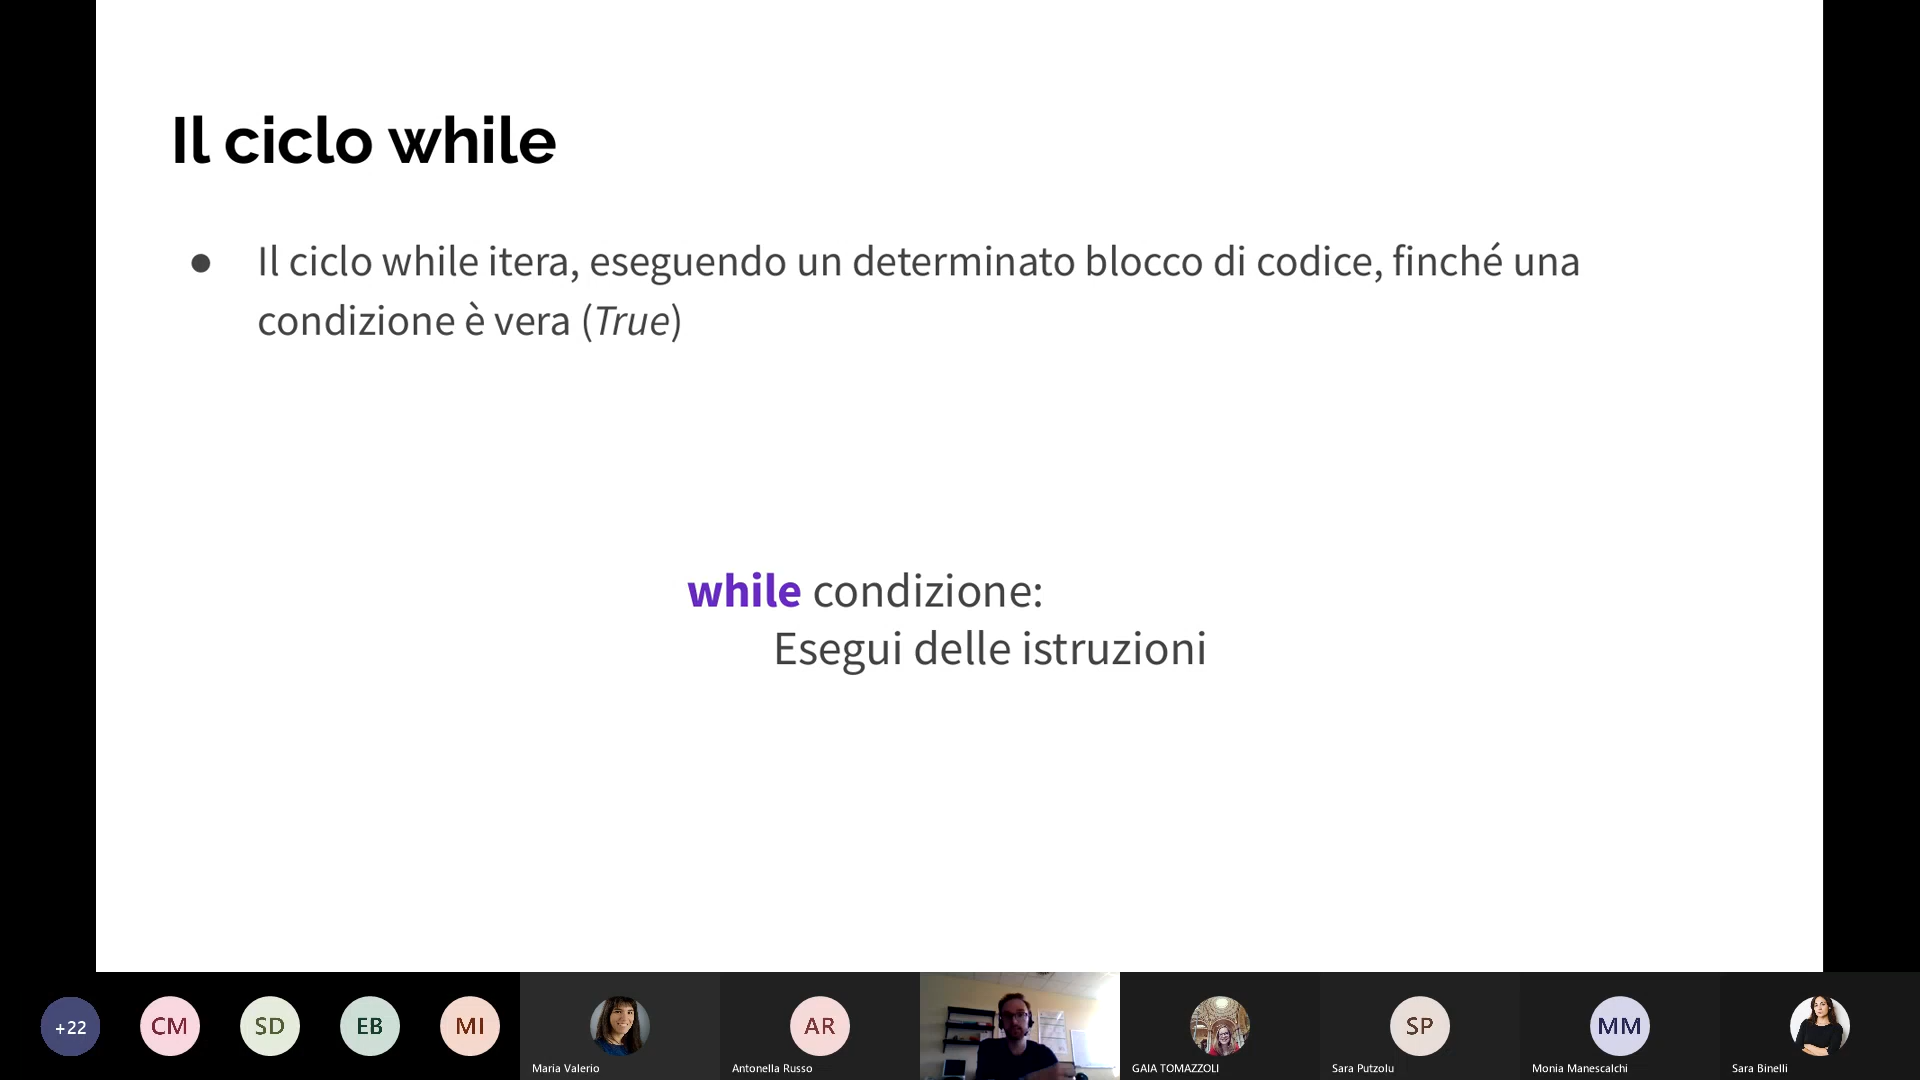 Il ciclo while
● Il ciclo while itera, eseguendo un determinato blocco di codice, finché una
condizione è vera (True)
while condizione:
Esegui delle istruzioni
+22
CM
SD
EB
MI
Maria Valerio
AR
Antonella Russo
GAIA TOMAZZOLI
SP
Sara Putzolu
MM
Monia Manescalchi
Sara Binelli